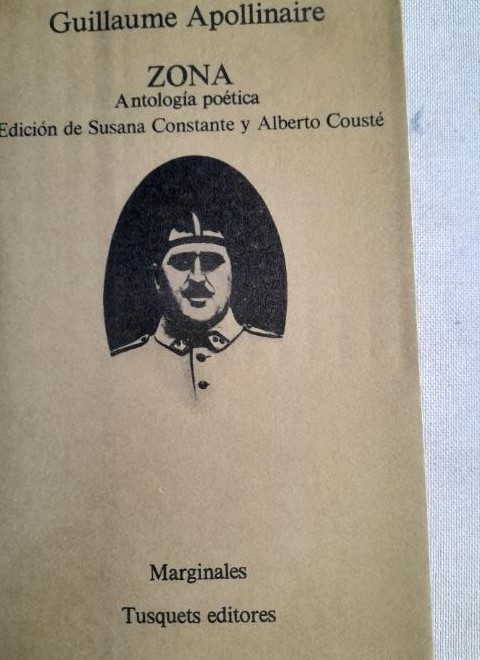 Guillaume Apollinaire
ZONA
Antología poética
Edición de Susana Constante y Alberto Cousté
Marginales
Tusquets editores